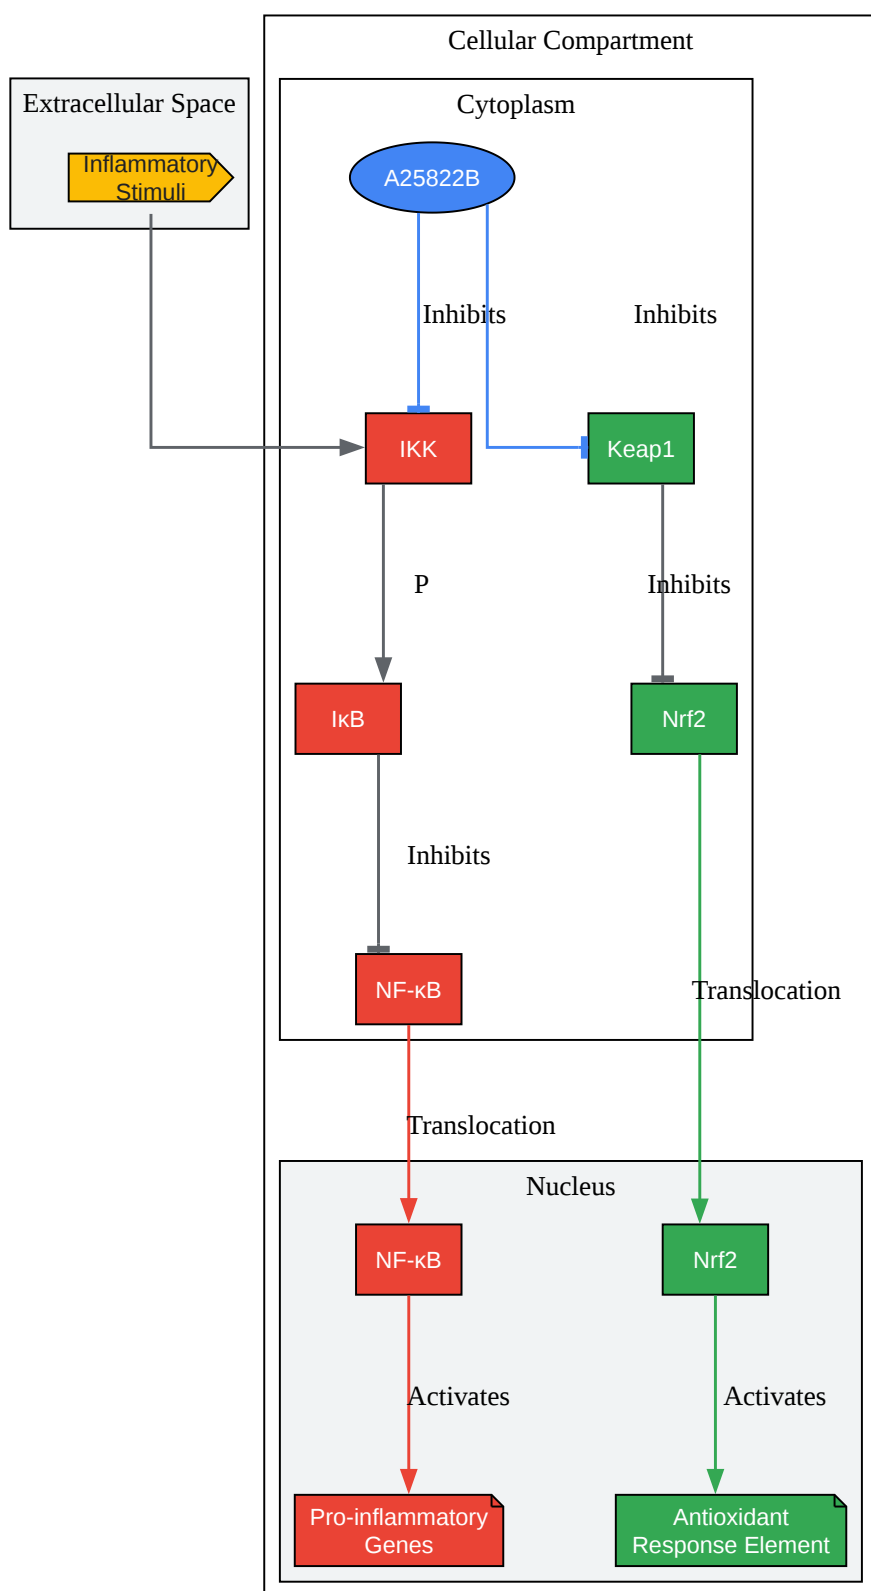 Cellular Compartment
Extracellular Space
Cytoplasm
Inflammatory
Stimuli
A25822B
Inhibits
Inhibits
IKK
Keap1
P
Inhibits
IκB
Nrf2
Inhibits
NF-κB
Translocation
Translocation
Nucleus
NF-κB
Nrf2
Activates
Activates
Pro-inflammatory
Genes
Antioxidant
Response Element